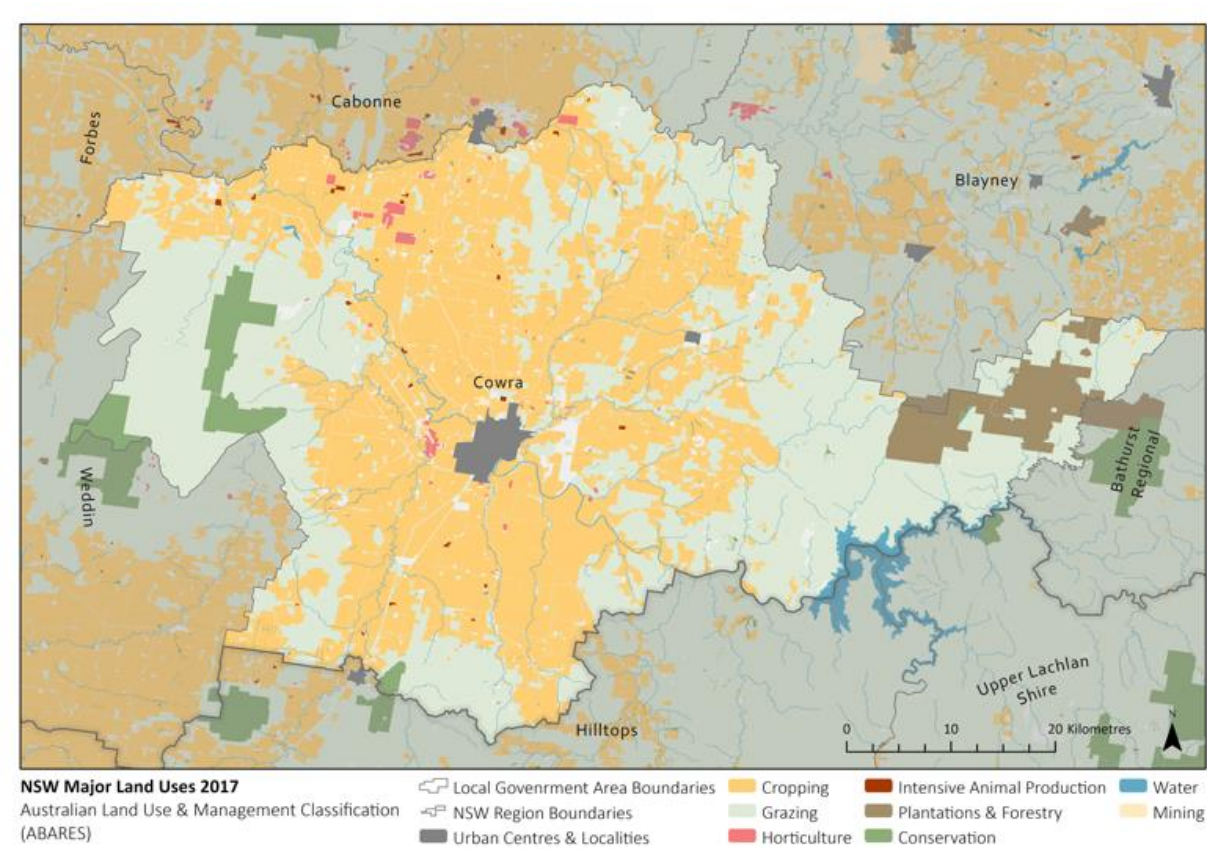 Cabonne
Forbes
Blayney
Cowra
Bathurst
Regional
Weddin
Upper Lachlan
Shire
Hilltops
0 10 20 Kilometres
N
NSW Major Land Uses 2017
Australian Land Use & Management Classification
(ABARES)
Local Govenrment Area Boundaries
NSW Region Boundaries
Urban Centres & Localities
Cropping
Grazing
Horticulture
Intensive Animal Production
Plantations & Forestry
Conservation
Water
Mining